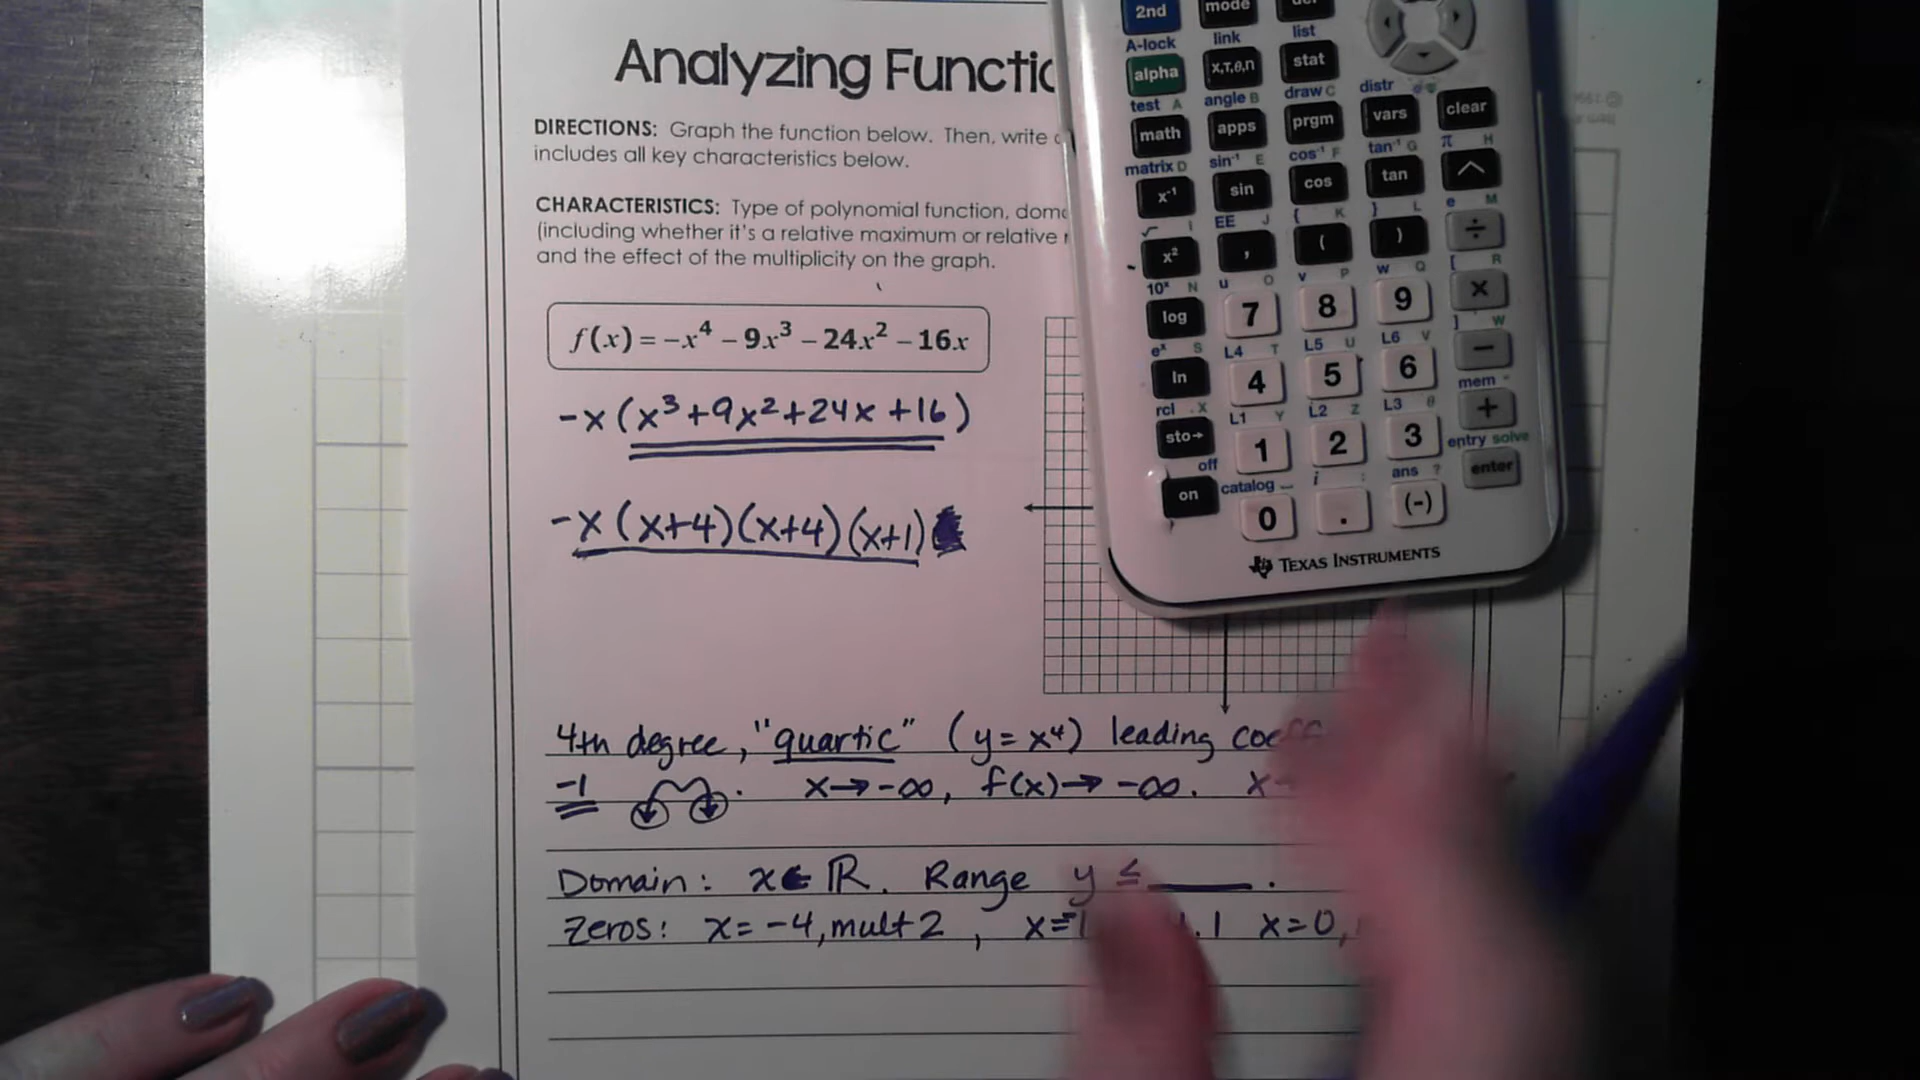 Analyzing Functio
DIRECTIONS: Graph the function below. Then, write
includes all key characteristics below.
CHARACTERISTICS: Type of polynomial function, doma
(including whether it's a relative maximum or relative
and the effect of the multiplicity on the graph.
f(x) = -x⁴ - 9x³ - 24x² - 16x
-x (x³+9x²+24x+16)
-x (x+4)(x+4)(x+1)
4th degree, "quartic" (y = x⁴) leading coeff
-1 . x→-∞, f(x)→ -∞. x→
Domain: x∈ ℝ. Range y ≤ ____ .
Zeros: x = -4, mult 2 , x=-1 1 x=0,
2nd mode del
A-lock link list
alpha X,T,θ,n stat
test A angle B draw C distr
math apps prgm vars clear
matrix D sin⁻¹ E cos⁻¹ F tan⁻¹ G π H
x⁻¹ sin cos tan ^
√ I EE J { K } L e M
x² , ( ) ÷
10ˣ N u O v P w Q [ R
log 7 8 9 ×
eˣ S L4 T L5 U L6 V ] W
ln 4 5 6 −
rcl X L1 Y L2 Z L3 θ mem "
sto→ 1 2 3 +
off catalog i : ans ? entry solve
on 0 . (-) enter
TEXAS INSTRUMENTS